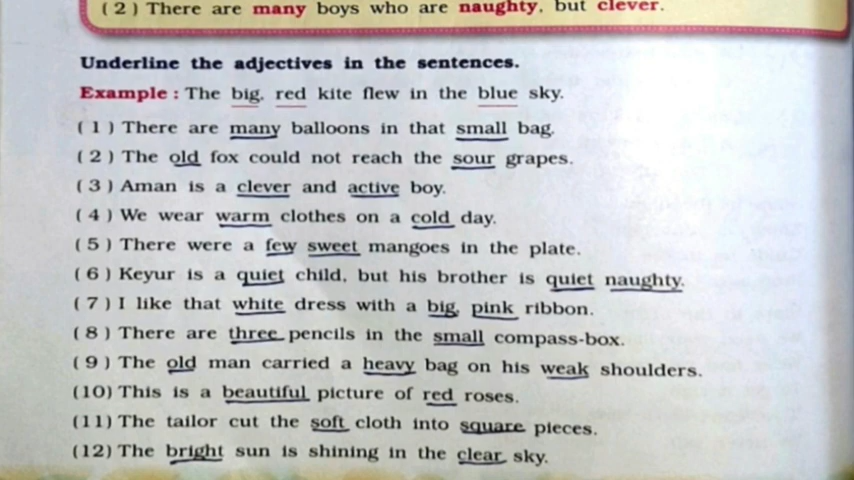 ( 2 ) There are many boys who are naughty, but clever.
Underline the adjectives in the sentences.
Example : The big, red kite flew in the blue sky.
( 1 ) There are many balloons in that small bag.
( 2 ) The old fox could not reach the sour grapes.
( 3 ) Aman is a clever and active boy.
( 4 ) We wear warm clothes on a cold day.
( 5 ) There were a few sweet mangoes in the plate.
( 6 ) Keyur is a quiet child, but his brother is quiet naughty.
( 7 ) I like that white dress with a big, pink ribbon.
( 8 ) There are three pencils in the small compass-box.
( 9 ) The old man carried a heavy bag on his weak shoulders.
(10) This is a beautiful picture of red roses.
(11) The tailor cut the soft cloth into square pieces.
(12) The bright sun is shining in the clear sky.